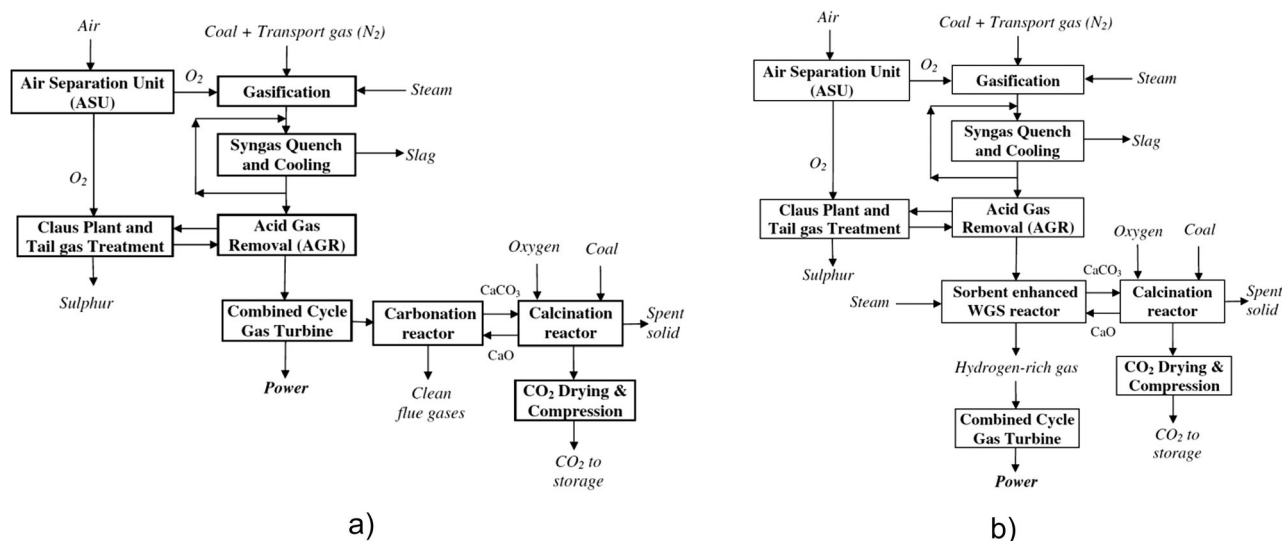 Air
Coal + Transport gas (N₂)
Air Separation Unit
(ASU)
O₂
Gasification
Steam
Syngas Quench
and Cooling
Slag
O₂
Claus Plant and
Tail gas Treatment
Acid Gas
Removal (AGR)
Sulphur
Oxygen
Coal
Combined Cycle
Gas Turbine
Carbonation
reactor
CaCO₃
CaO
Calcination
reactor
Spent
solid
Power
Clean
flue gases
CO₂ Drying &
Compression
CO₂ to
storage
a)
Air
Coal + Transport gas (N₂)
Air Separation Unit
(ASU)
O₂
Gasification
Steam
Syngas Quench
and Cooling
Slag
O₂
Claus Plant and
Tail gas Treatment
Acid Gas
Removal (AGR)
Sulphur
Oxygen
Coal
Steam
Sorbent enhanced
WGS reactor
CaCO₃
CaO
Calcination
reactor
Spent
solid
Hydrogen-rich gas
CO₂ Drying &
Compression
Combined Cycle
Gas Turbine
CO₂ to
storage
Power
b)